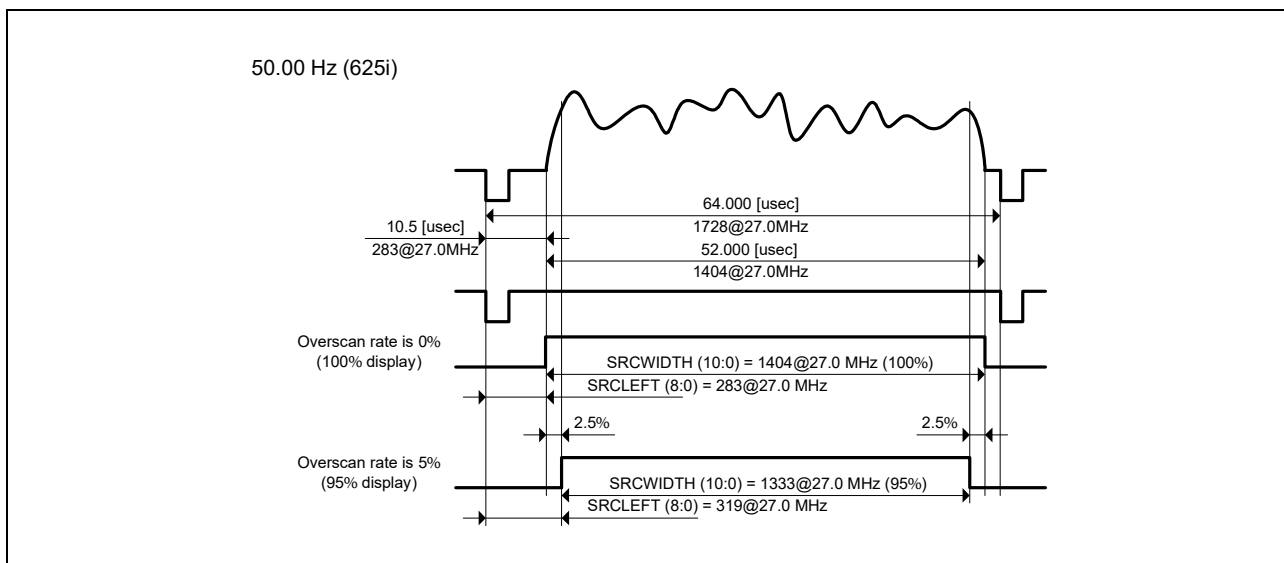 50.00 Hz (625i)
64.000 [usec]
1728@27.0MHz
10.5 [usec]
283@27.0MHz
52.000 [usec]
1404@27.0MHz
Overscan rate is 0%
(100% display)
SRCWIDTH (10:0) = 1404@27.0 MHz (100%)
SRCLEFT (8:0) = 283@27.0 MHz
2.5%
2.5%
Overscan rate is 5%
(95% display)
SRCWIDTH (10:0) = 1333@27.0 MHz (95%)
SRCLEFT (8:0) = 319@27.0 MHz